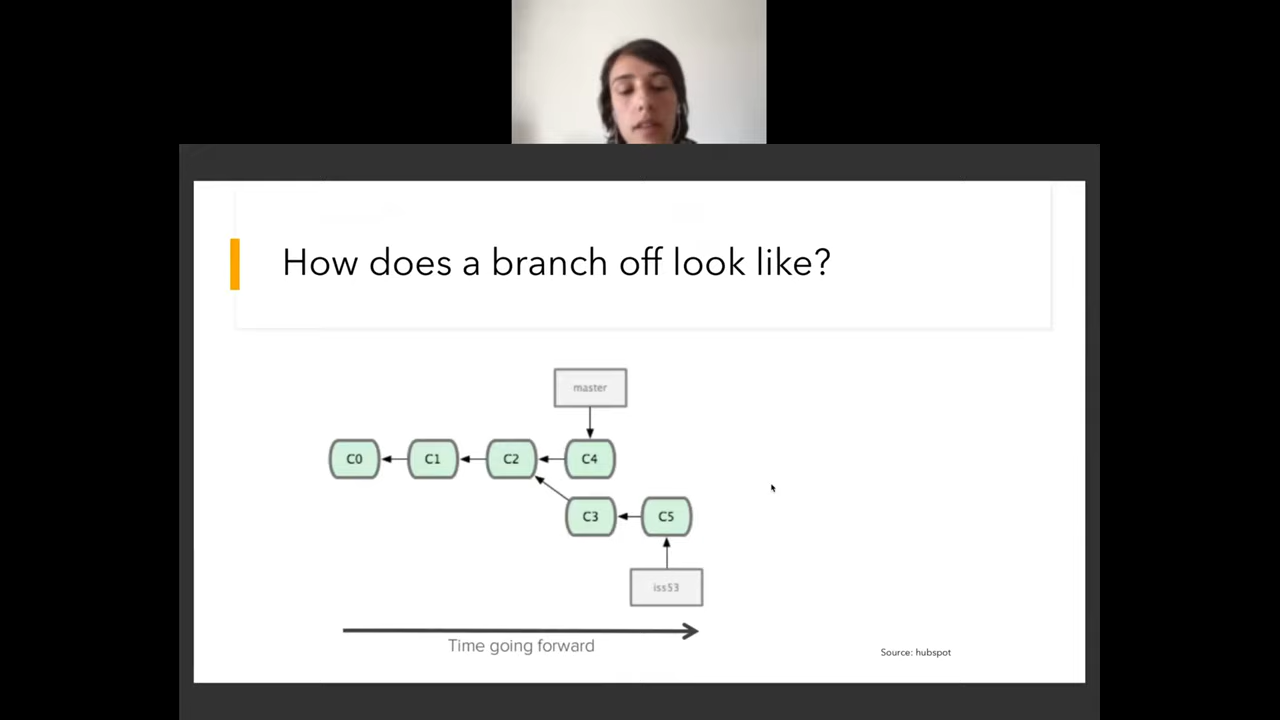 How does a branch off look like?
master
C0
C1
C2
C4
C3
C5
iss53
Time going forward
Source: hubspot